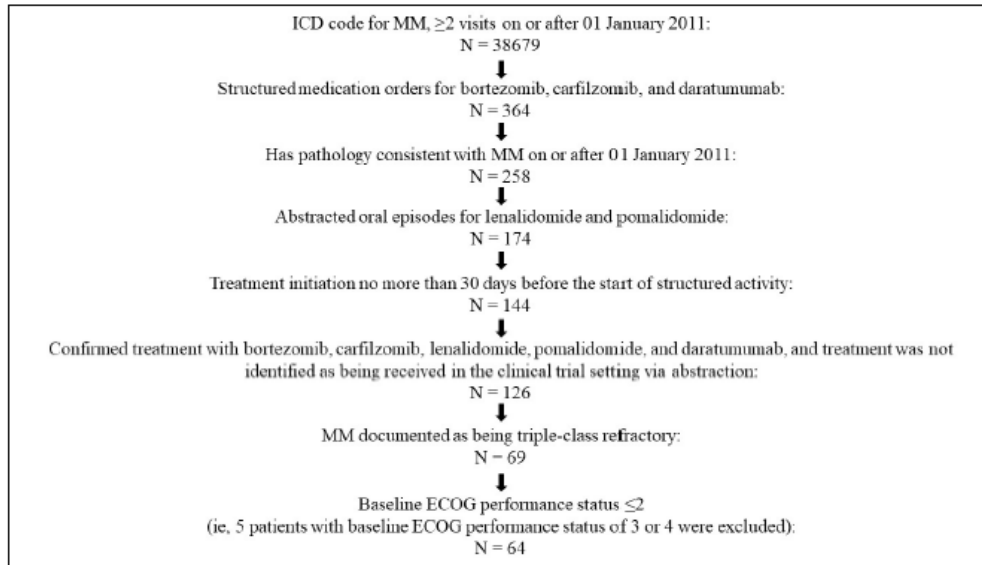 ICD code for MM, ≥2 visits on or after 01 January 2011:
N = 38679
Structured medication orders for bortezomib, carfilzomib, and daratumumab:
N = 364
Has pathology consistent with MM on or after 01 January 2011:
N = 258
Abstracted oral episodes for lenalidomide and pomalidomide:
N = 174
Treatment initiation no more than 30 days before the start of structured activity:
N = 144
Confirmed treatment with bortezomib, carfilzomib, lenalidomide, pomalidomide, and daratumumab, and treatment was not
identified as being received in the clinical trial setting via abstraction:
N = 126
MM documented as being triple-class refractory:
N = 69
Baseline ECOG performance status ≤2
(ie, 5 patients with baseline ECOG performance status of 3 or 4 were excluded):
N = 64